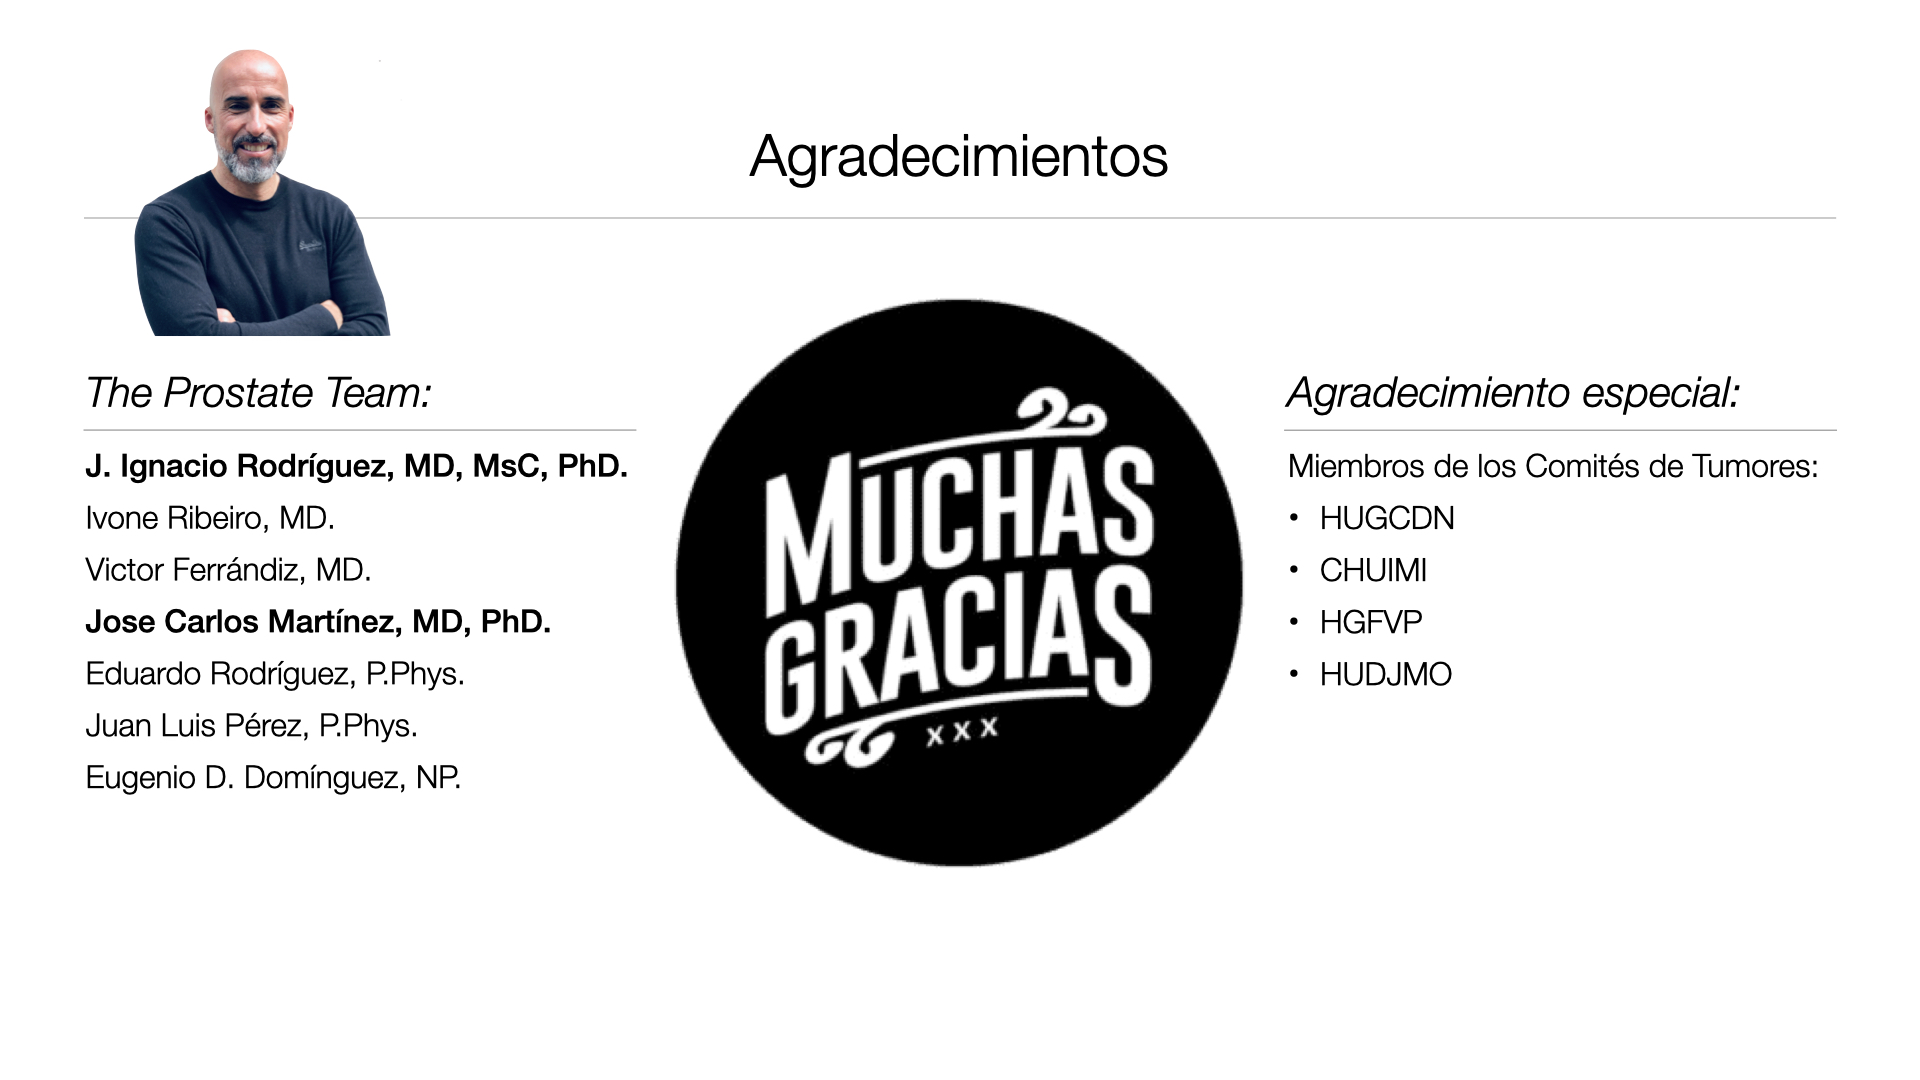 Agradecimientos
The Prostate Team:
J. Ignacio Rodríguez, MD, MsC, PhD.
Ivone Ribeiro, MD.
Victor Ferrándiz, MD.
Jose Carlos Martínez, MD, PhD.
Eduardo Rodríguez, P.Phys.
Juan Luis Pérez, P.Phys.
Eugenio D. Domínguez, NP.
MUCHAS
GRACIAS
XXX
Agradecimiento especial:
Miembros de los Comités de Tumores:
• HUGCDN
• CHUIMI
• HGFVP
• HUDJMO